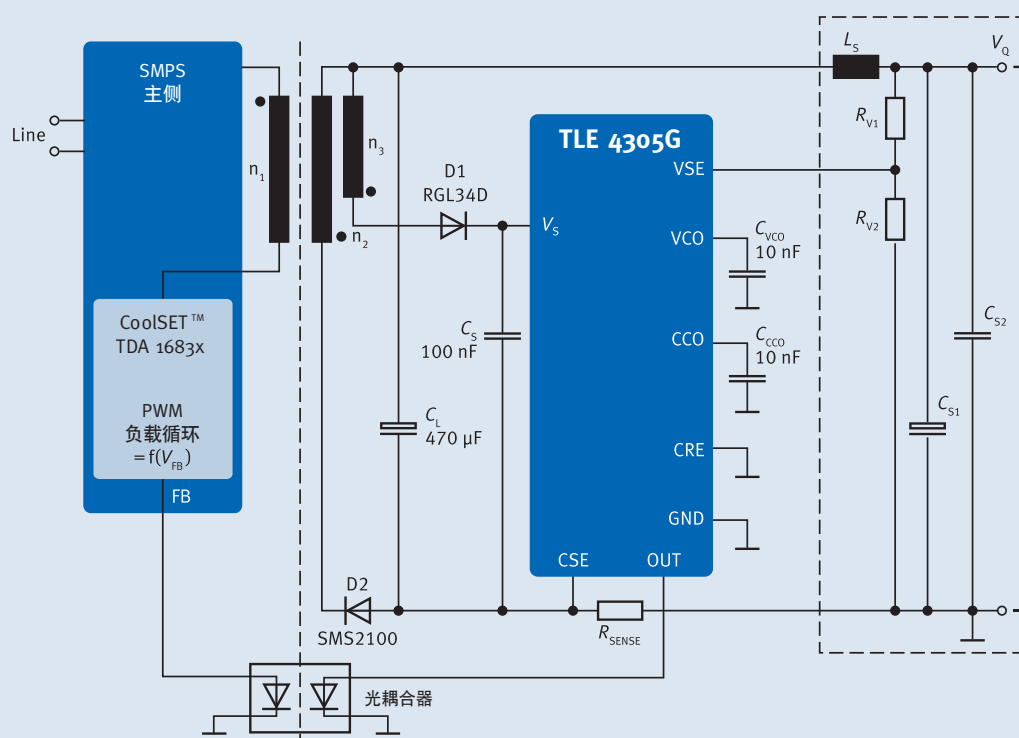 SMPS
主侧
Line
n1
CoolSET™
TDA 1683x
PWM
负载循环
=f(VFB)
FB
n3
n2
D1
RGL34D
CS
100 nF
CL
470 µF
D2
SMS2100
光耦合器
TLE 4305G
VS
VSE
VCO
CCO
CRE
GND
CSE
OUT
CVCO
10 nF
CCCO
10 nF
RSENSE
LS
VQ
RV1
RV2
CS2
CS1